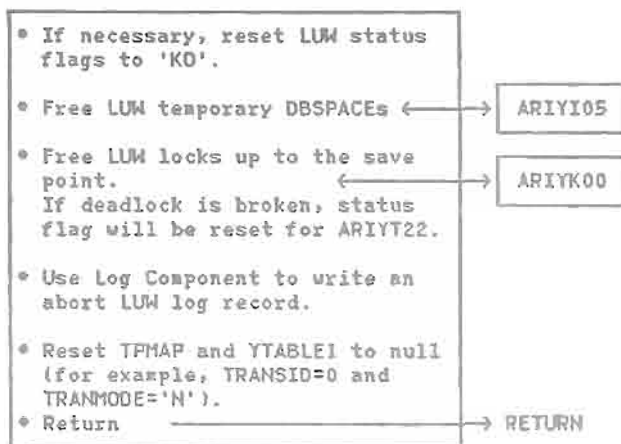 • If necessary, reset LUW status
flags to 'KO'.
• Free LUW temporary DBSPACEs
ARIYI05
• Free LUW locks up to the save
point.
ARIYK00
If deadlock is broken, status
flag will be reset for ARIYT22.
• Use Log Component to write an
abort LUW log record.
• Reset TPMAP and YTABLE1 to null
(for example, TRANSID=0 and
TRANMODE='N').
• Return
RETURN